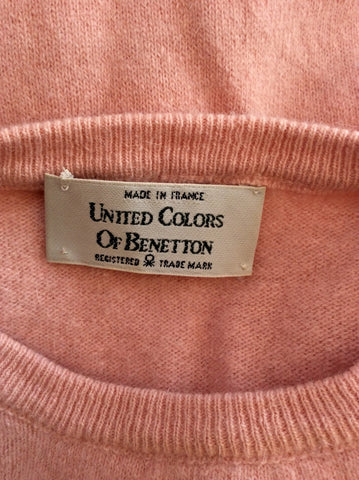 MADE IN FRANCE
UNITED COLORS
OF BENETTON
REGISTERED TRADE MARK